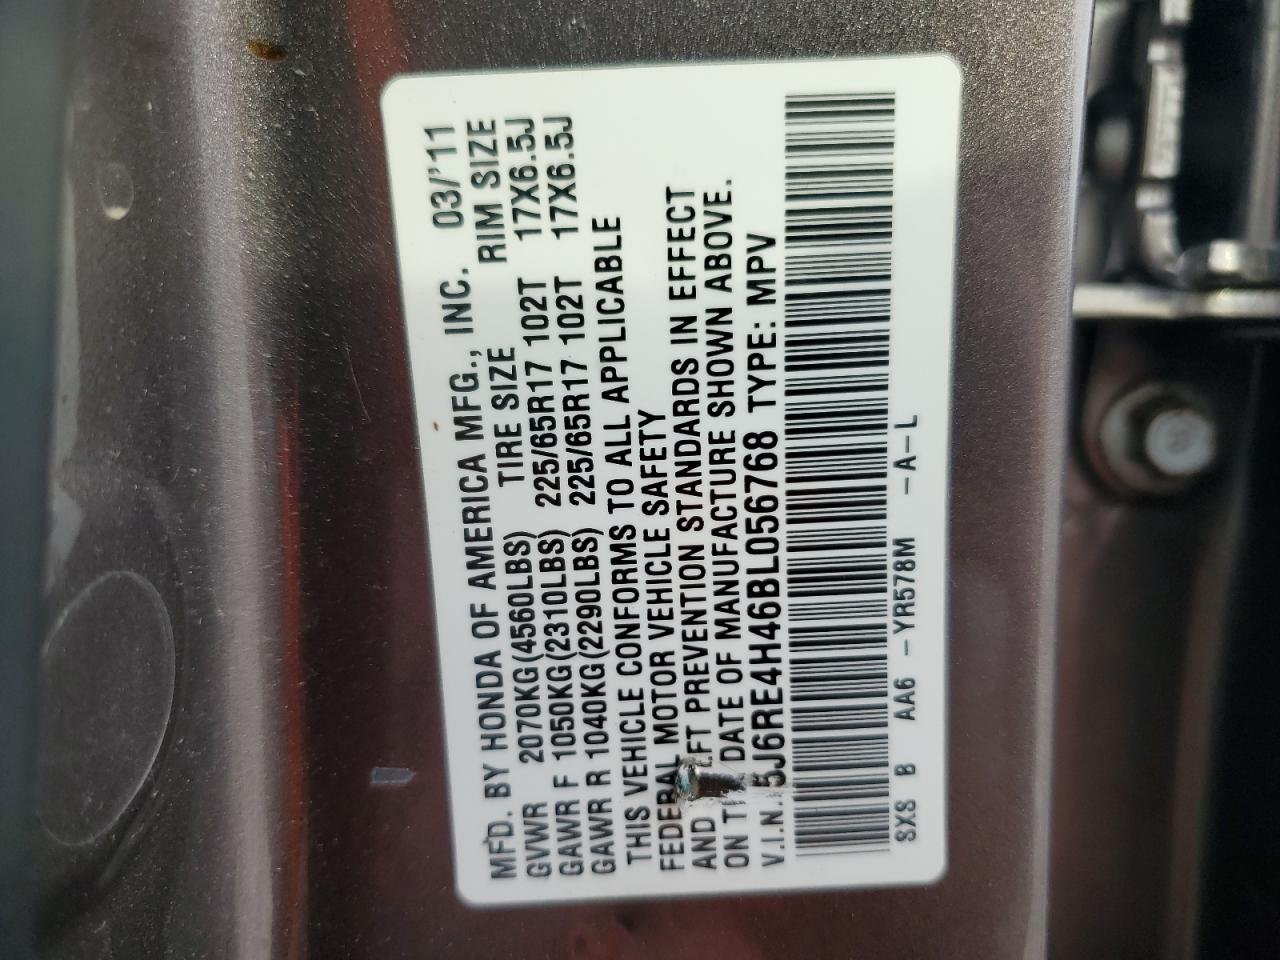 MFD. BY HONDA OF AMERICA MFG., INC. 03/'11
GVWR 2070KG(4560LBS) TIRE SIZE RIM SIZE
GAWR F 1050KG(2310LBS) 225/65R17 102T 17X6.5J
GAWR R 1040KG(2290LBS) 225/65R17 102T 17X6.5J
THIS VEHICLE CONFORMS TO ALL APPLICABLE
FEDERAL MOTOR VEHICLE SAFETY
AND PREVENTION STANDARDS IN EFFECT
ON DATE OF MANUFACTURE SHOWN ABOVE.
V.I.N. 5J6RE4H46BL056768 TYPE: MPV
SXS B AA6 -YR578M -A-L